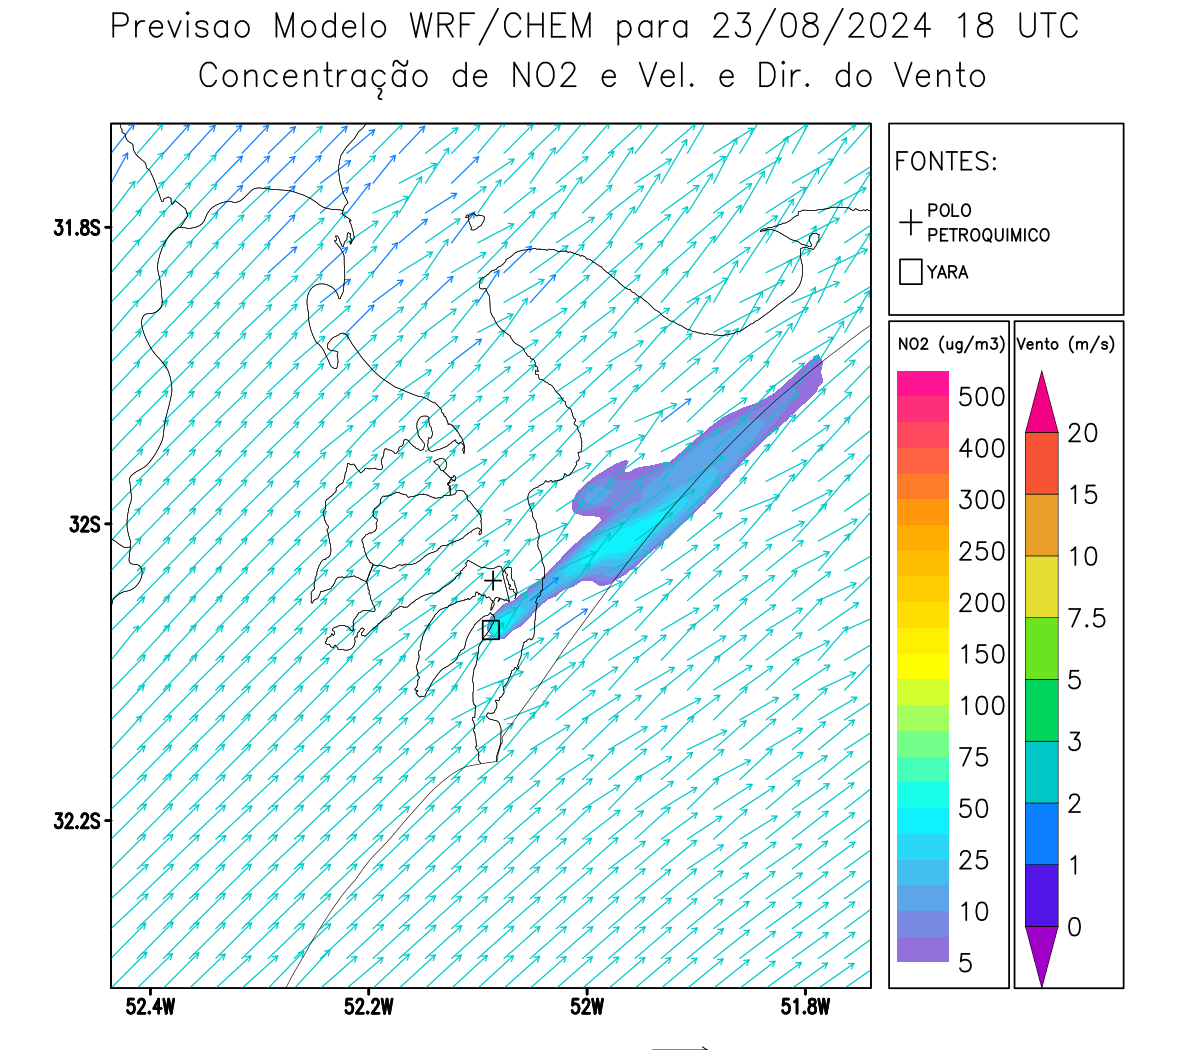 Previsao Modelo WRF/CHEM para 23/08/2024 18 UTC
Concentração de NO2 e Vel. e Dir. do Vento
FONTES:
POLO
PETROQUIMICO
YARA
31.8S
32S
32.2S
52.4W
52.2W
52W
51.8W
NO2 (ug/m3)
500
400
300
250
200
150
100
75
50
25
10
5
Vento (m/s)
20
15
10
7.5
5
3
2
1
0